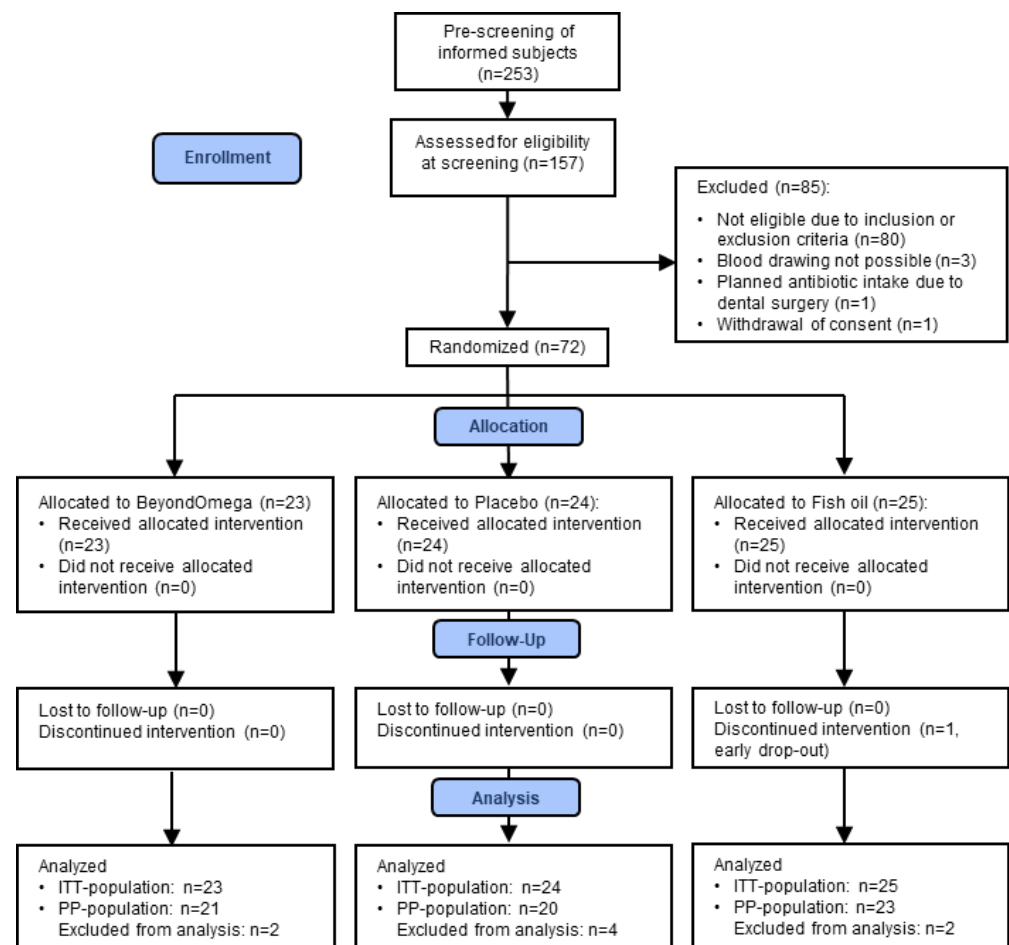 Pre-screening of
informed subjects
(n=253)
Enrollment
Assessed for eligibility
at screening (n=157)
Excluded (n=85):
• Not eligible due to inclusion or
exclusion criteria (n=80)
• Blood drawing not possible (n=3)
• Planned antibiotic intake due to
dental surgery (n=1)
• Withdrawal of consent (n=1)
Randomized (n=72)
Allocation
Allocated to BeyondOmega (n=23)
• Received allocated intervention
(n=23)
• Did not receive allocated
intervention (n=0)
Allocated to Placebo (n=24):
• Received allocated intervention
(n=24)
• Did not receive allocated
intervention (n=0)
Allocated to Fish oil (n=25):
• Received allocated intervention
(n=25)
• Did not receive allocated
intervention (n=0)
Follow-Up
Lost to follow-up (n=0)
Discontinued intervention (n=0)
Lost to follow-up (n=0)
Discontinued intervention (n=0)
Lost to follow-up (n=0)
Discontinued intervention (n=1,
early drop-out)
Analysis
Analyzed
• ITT-population: n=23
• PP-population: n=21
Excluded from analysis: n=2
Analyzed
• ITT-population: n=24
• PP-population: n=20
Excluded from analysis: n=4
Analyzed
• ITT-population: n=25
• PP-population: n=23
Excluded from analysis: n=2